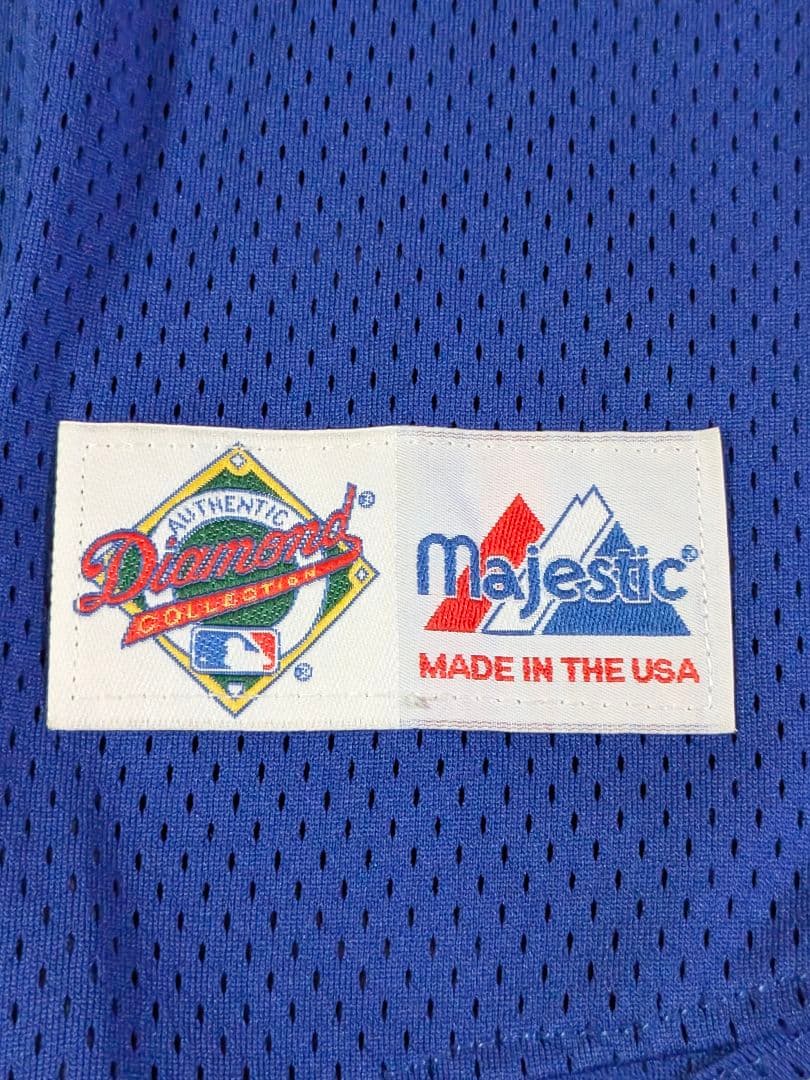 AUTHENTIC
Diamond®
COLLECTION
®
Majestic®
MADE IN THE USA